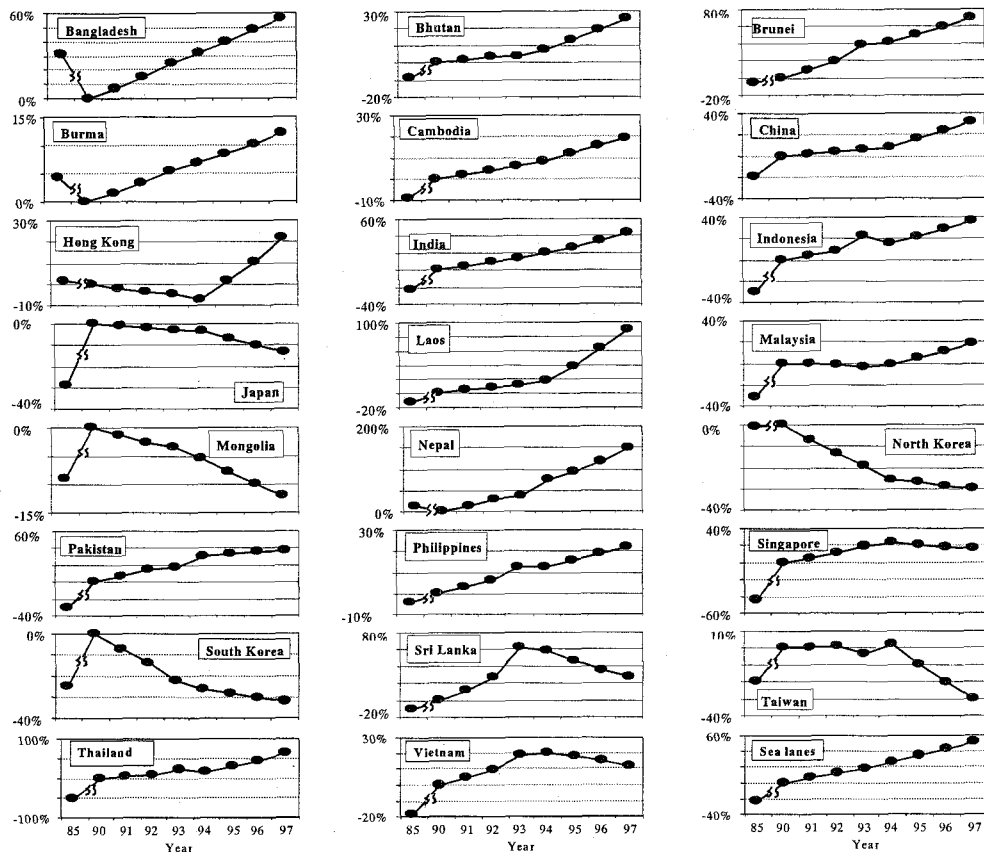 60%
Bangladesh
0%
30%
Bhutan
-20%
80%
Brunei
-20%
15%
Burma
0%
30%
Cambodia
-10%
40%
China
-40%
30%
Hong Kong
-10%
60%
India
-40%
40%
Indonesia
-40%
0%
Japan
-40%
100%
Laos
-20%
40%
Malaysia
-40%
0%
Mongolia
-15%
200%
Nepal
0%
0%
North Korea
-40%
60%
Pakistan
-40%
30%
Philippines
-10%
40%
Singapore
-60%
0%
South Korea
-40%
80%
Sri Lanka
-20%
10%
Taiwan
-40%
100%
Thailand
-100%
30%
Vietnam
-20%
60%
Sea lanes
-40%
85 90 91 92 93 94 95 96 97
Year
85 90 91 92 93 94 95 96 97
Year
85 90 91 92 93 94 95 96 97
Year